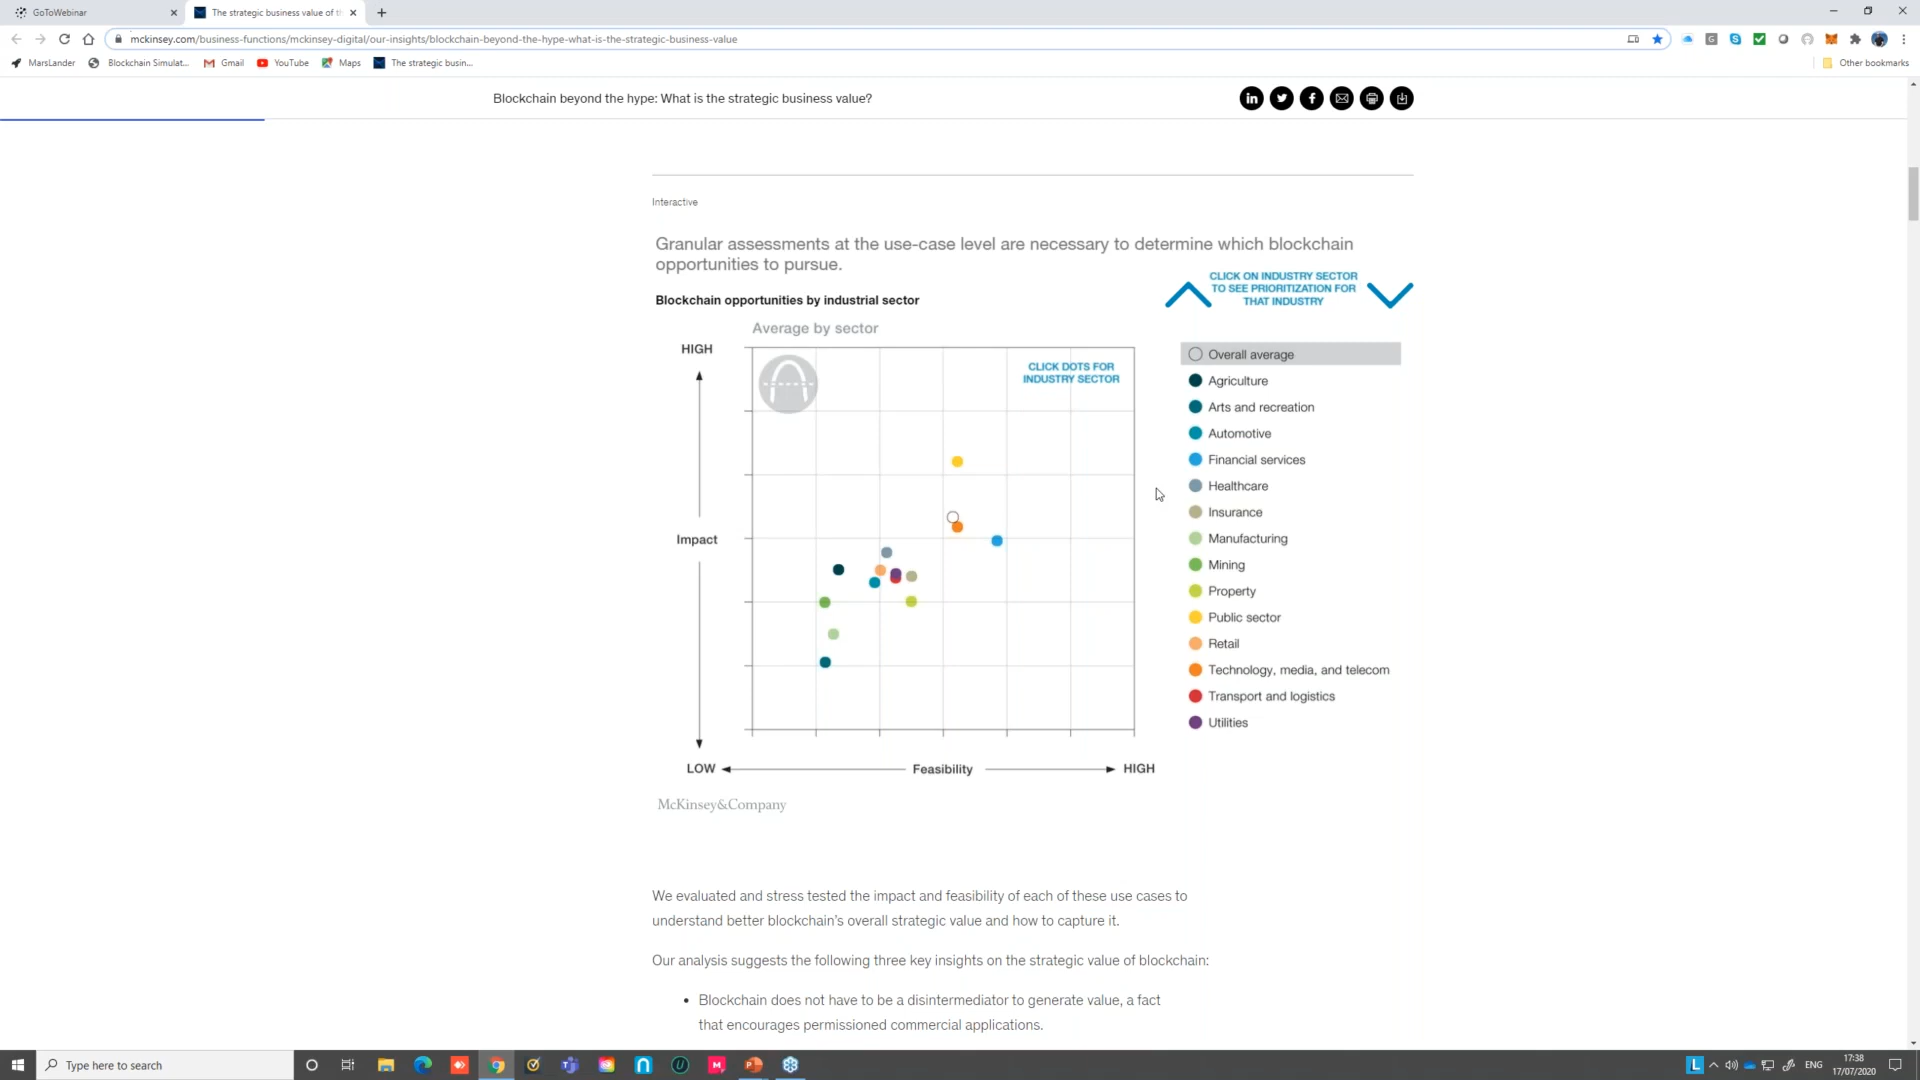 GoToWebinar
The strategic business value of th
mckinsey.com/business-functions/mckinsey-digital/our-insights/blockchain-beyond-the-hype-what-is-the-strategic-business-value
MarsLander
Blockchain Simulat...
Gmail
YouTube
Maps
The strategic busin...
Other bookmarks
Blockchain beyond the hype: What is the strategic business value?
Interactive
Granular assessments at the use-case level are necessary to determine which blockchain
opportunities to pursue.
CLICK ON INDUSTRY SECTOR
TO SEE PRIORITIZATION FOR
THAT INDUSTRY
Blockchain opportunities by industrial sector
Average by sector
HIGH
CLICK DOTS FOR
INDUSTRY SECTOR
Impact
LOW
Feasibility
HIGH
Overall average
Agriculture
Arts and recreation
Automotive
Financial services
Healthcare
Insurance
Manufacturing
Mining
Property
Public sector
Retail
Technology, media, and telecom
Transport and logistics
Utilities
McKinsey&Company
We evaluated and stress tested the impact and feasibility of each of these use cases to
understand better blockchain's overall strategic value and how to capture it.
Our analysis suggests the following three key insights on the strategic value of blockchain:
• Blockchain does not have to be a disintermediator to generate value, a fact
that encourages permissioned commercial applications.
Type here to search
ENG
17:38
17/07/2020